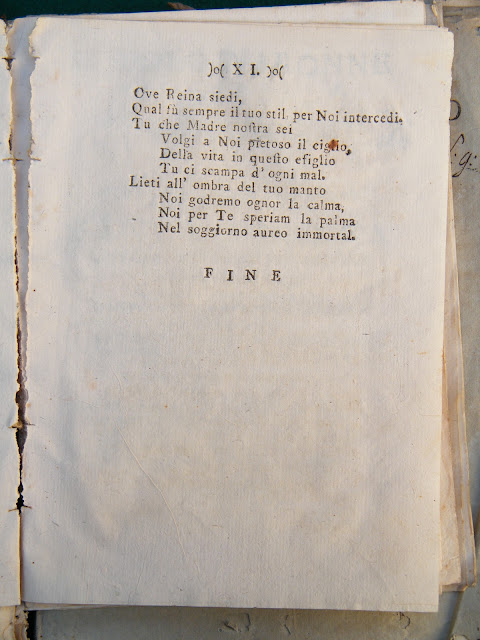 )o( XI. )o(
Ove Reina siedi,
Qual fù sempre il tuo stil, per Noi intercedi.
Tu che Madre nostra sei
Volgi a Noi pietoso il ciglio,
Della vita in questo esiglio
Tu ci scampa d' ogni mal.
Lieti all' ombra del tuo manto
Noi godremo ognor la calma,
Noi per Te speriam la palma
Nel soggiorno aureo immortal.
FINE